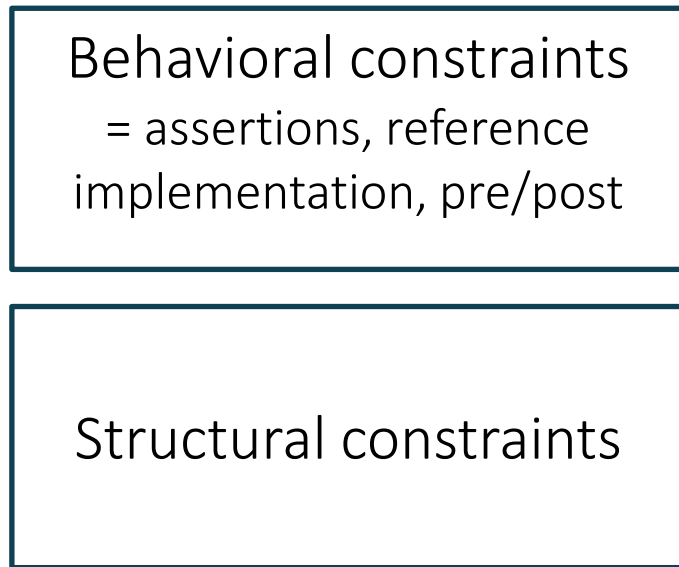 Behavioral constraints
= assertions, reference
implementation, pre/post
Structural constraints